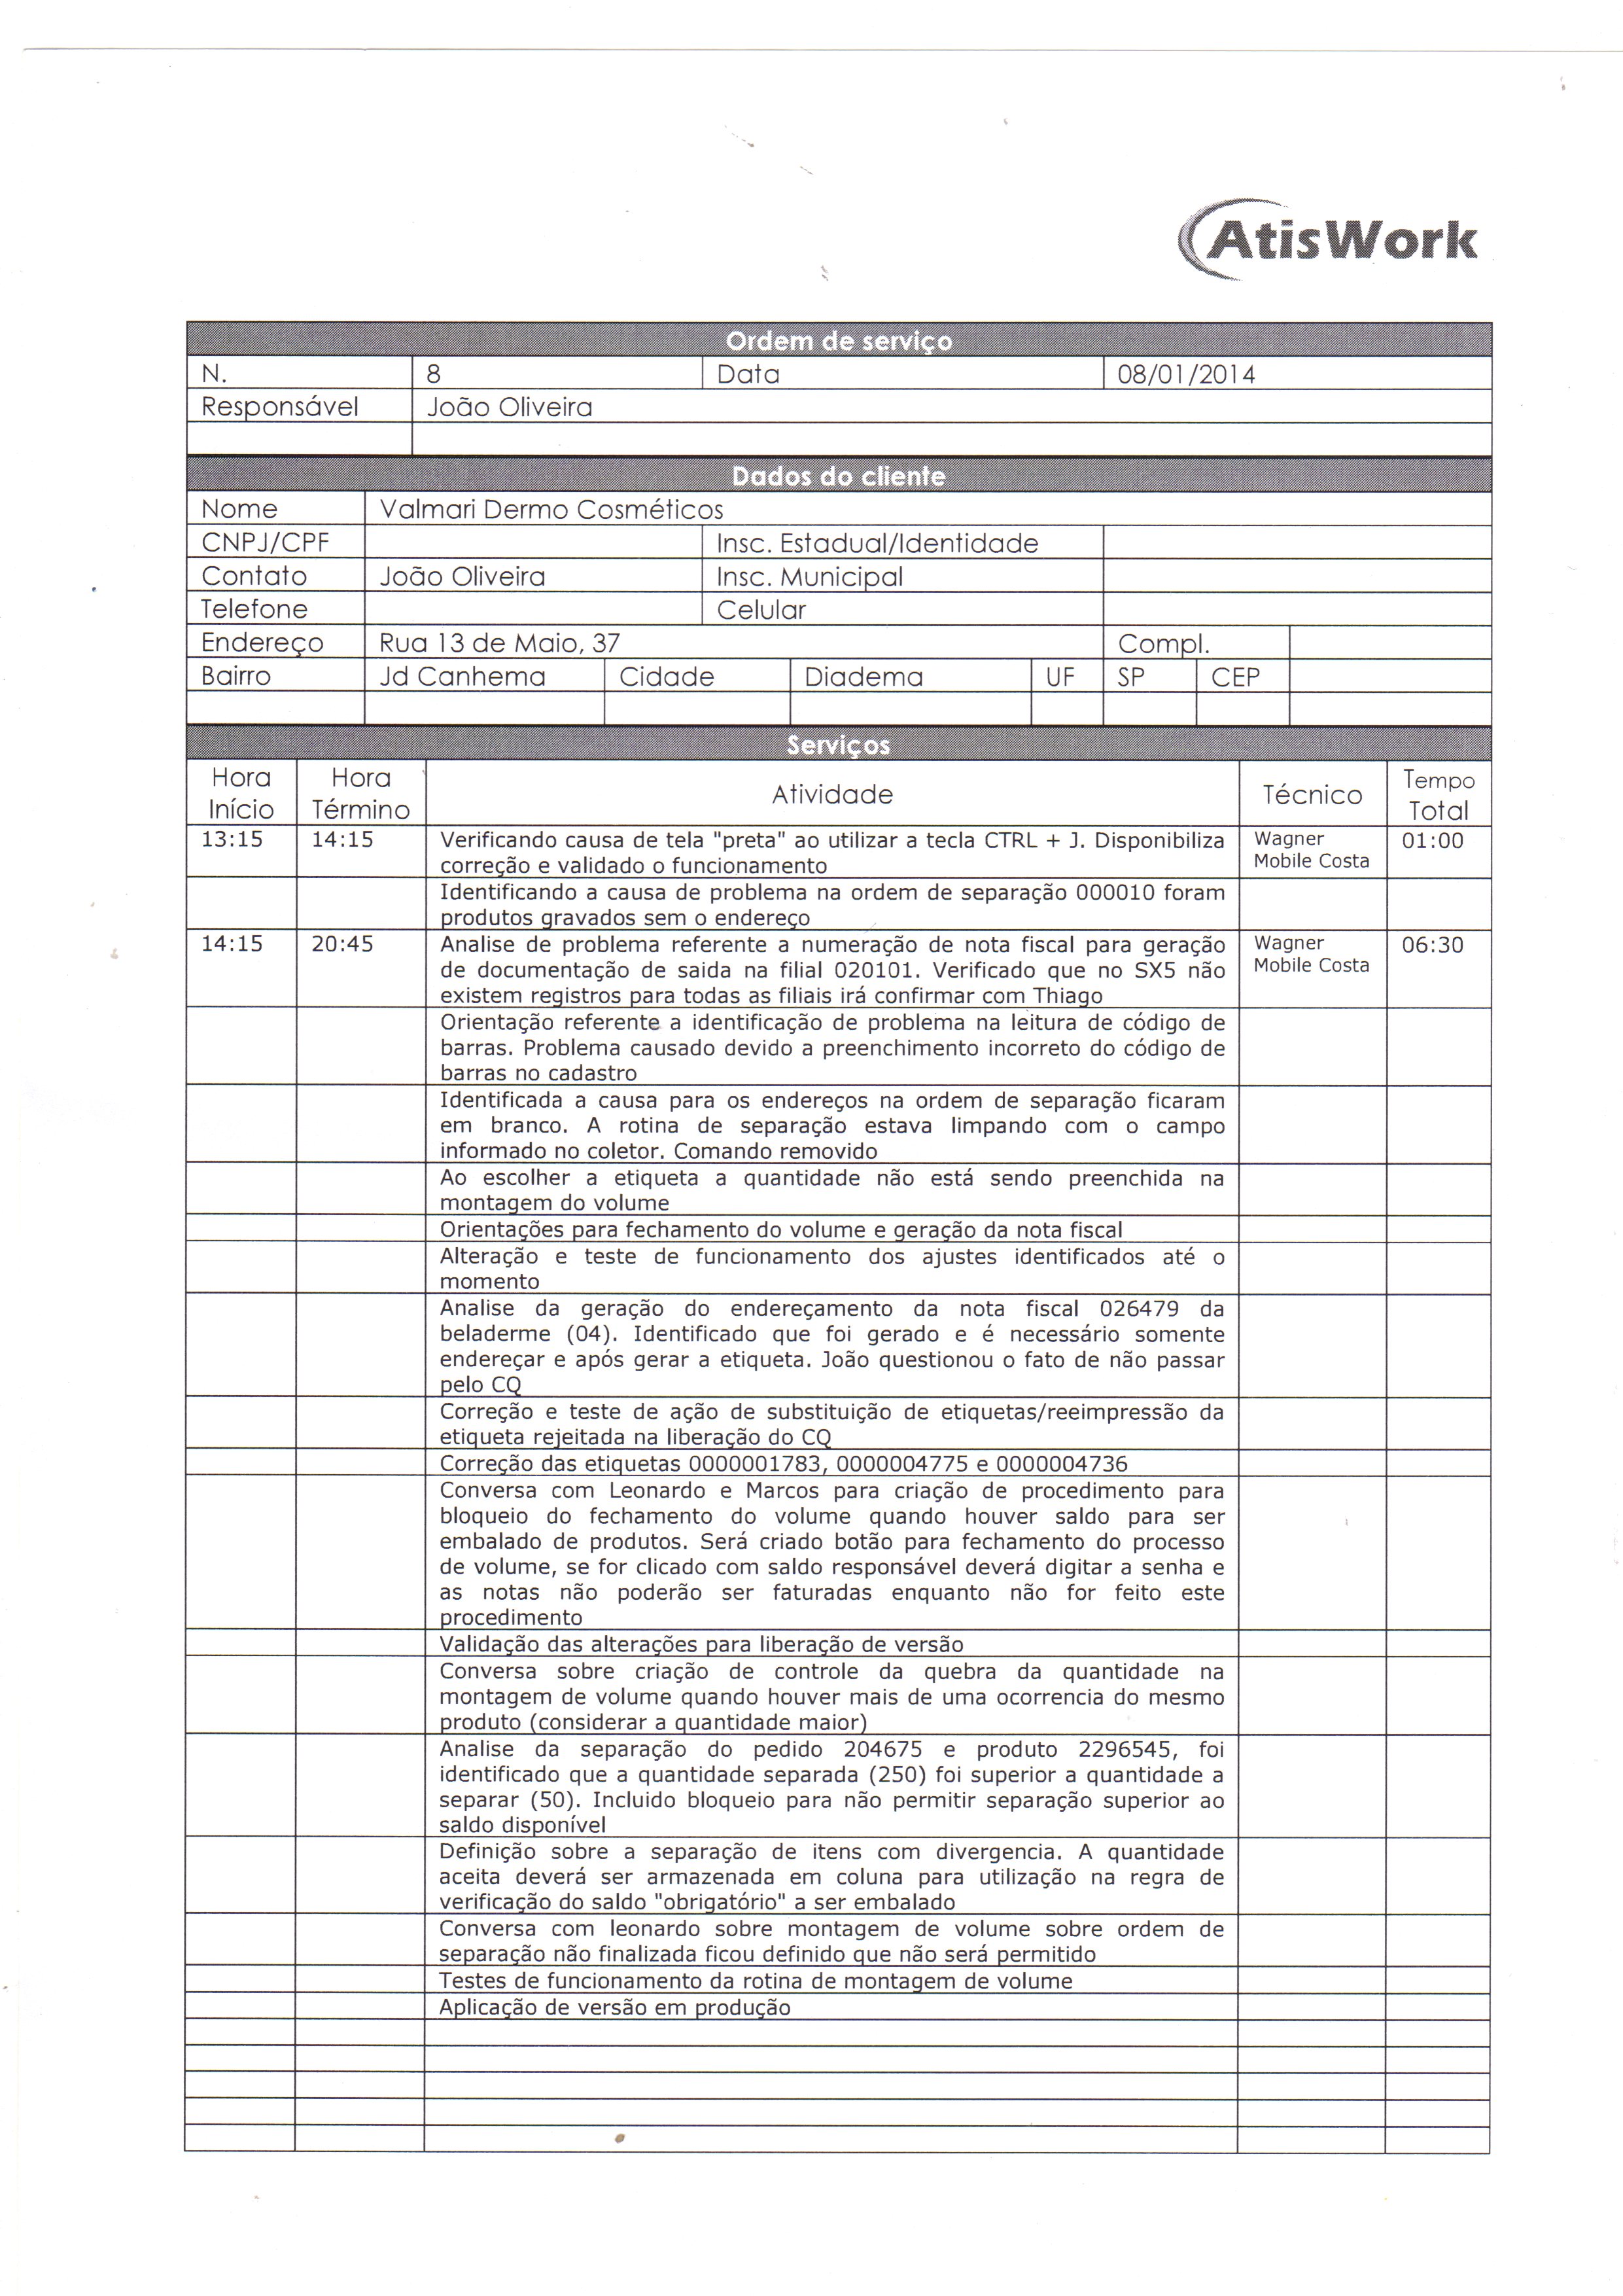 AtisWork
Ordem de serviço
N. 8 Data 08/01/2014
Responsável João Oliveira
Dados do cliente
Nome Valmari Dermo Cosméticos
CNPJ/CPF Insc. Estadual/Identidade
Contato João Oliveira Insc. Municipal
Telefone Celular
Endereço Rua 13 de Maio, 37 Compl.
Bairro Jd Canhema Cidade Diadema UF SP CEP
Serviços
Hora Início Hora Término Atividade Técnico Tempo Total
13:15 14:15 Verificando causa de tela "preta" ao utilizar a tecla CTRL + J. Disponibiliza Wagner 01:00
correção e validado o funcionamento Mobile Costa
Identificando a causa de problema na ordem de separação 000010 foram
produtos gravados sem o endereço
14:15 20:45 Analise de problema referente a numeração de nota fiscal para geração Wagner 06:30
de documentação de saida na filial 020101. Verificado que no SX5 não Mobile Costa
existem registros para todas as filiais irá confirmar com Thiago
Orientação referente a identificação de problema na leitura de código de
barras. Problema causado devido a preenchimento incorreto do código de
barras no cadastro
Identificada a causa para os endereços na ordem de separação ficaram
em branco. A rotina de separação estava limpando com o campo
informado no coletor. Comando removido
Ao escolher a etiqueta a quantidade não está sendo preenchida na
montagem do volume
Orientações para fechamento do volume e geração da nota fiscal
Alteração e teste de funcionamento dos ajustes identificados até o
momento
Analise da geração do endereçamento da nota fiscal 026479 da
beladerme (04). Identificado que foi gerado e é necessário somente
endereçar e após gerar a etiqueta. João questionou o fato de não passar
pelo CQ
Correção e teste de ação de substituição de etiquetas/reeimpressão da
etiqueta rejeitada na liberação do CQ
Correção das etiquetas 0000001783, 0000004775 e 0000004736
Conversa com Leonardo e Marcos para criação de procedimento para
bloqueio do fechamento do volume quando houver saldo para ser
embalado de produtos. Será criado botão para fechamento do processo
de volume, se for clicado com saldo responsável deverá digitar a senha e
as notas não poderão ser faturadas enquanto não for feito este
procedimento
Validação das alterações para liberação de versão
Conversa sobre criação de controle da quebra da quantidade na
montagem de volume quando houver mais de uma ocorrencia do mesmo
produto (considerar a quantidade maior)
Analise da separação do pedido 204675 e produto 2296545, foi
identificado que a quantidade separada (250) foi superior a quantidade a
separar (50). Incluido bloqueio para não permitir separação superior ao
saldo disponível
Definição sobre a separação de itens com divergencia. A quantidade
aceita deverá ser armazenada em coluna para utilização na regra de
verificação do saldo "obrigatório" a ser embalado
Conversa com leonardo sobre montagem de volume sobre ordem de
separação não finalizada ficou definido que não será permitido
Testes de funcionamento da rotina de montagem de volume
Aplicação de versão em produção